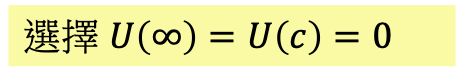 選擇 U(∞) = U(c) = 0